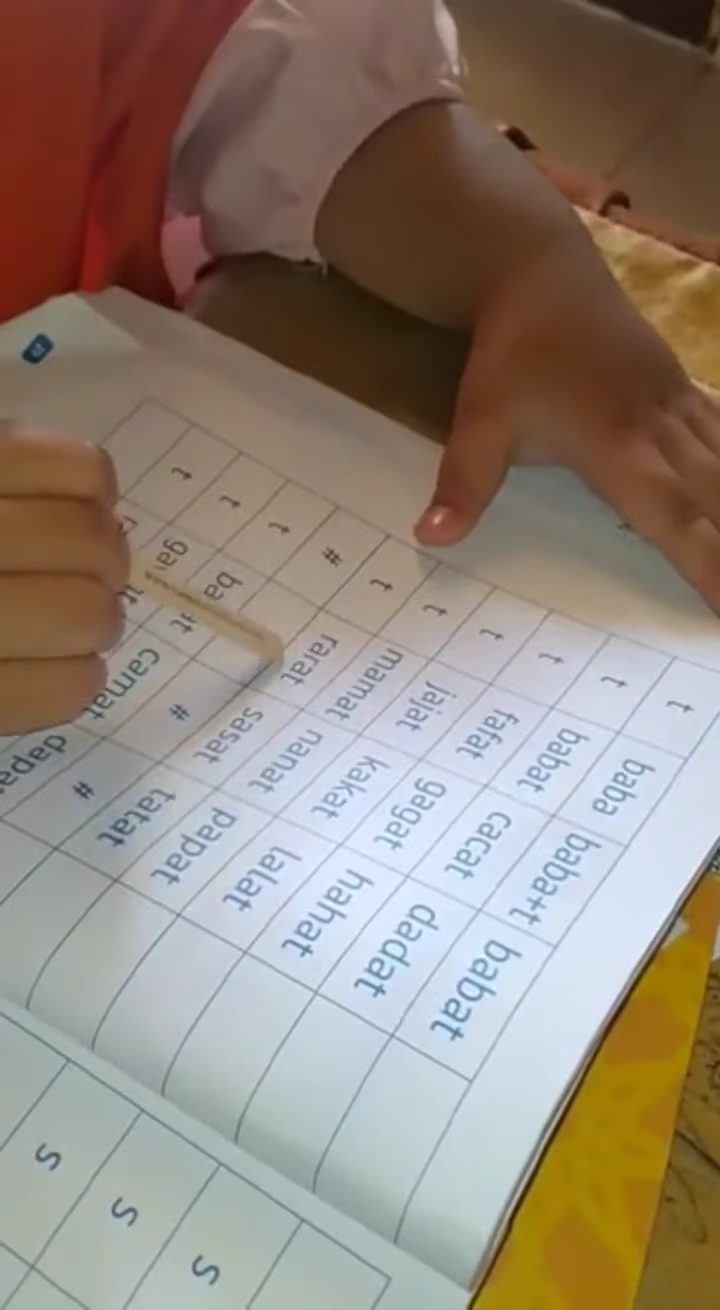 t baba baba+t babat
t babat cacat dadat
t fafat gagat hahat
t jajat kakat lalat
t mamat nanat papat
t rarat sasat tatat
# # #
t camat
t
t
s
s
s